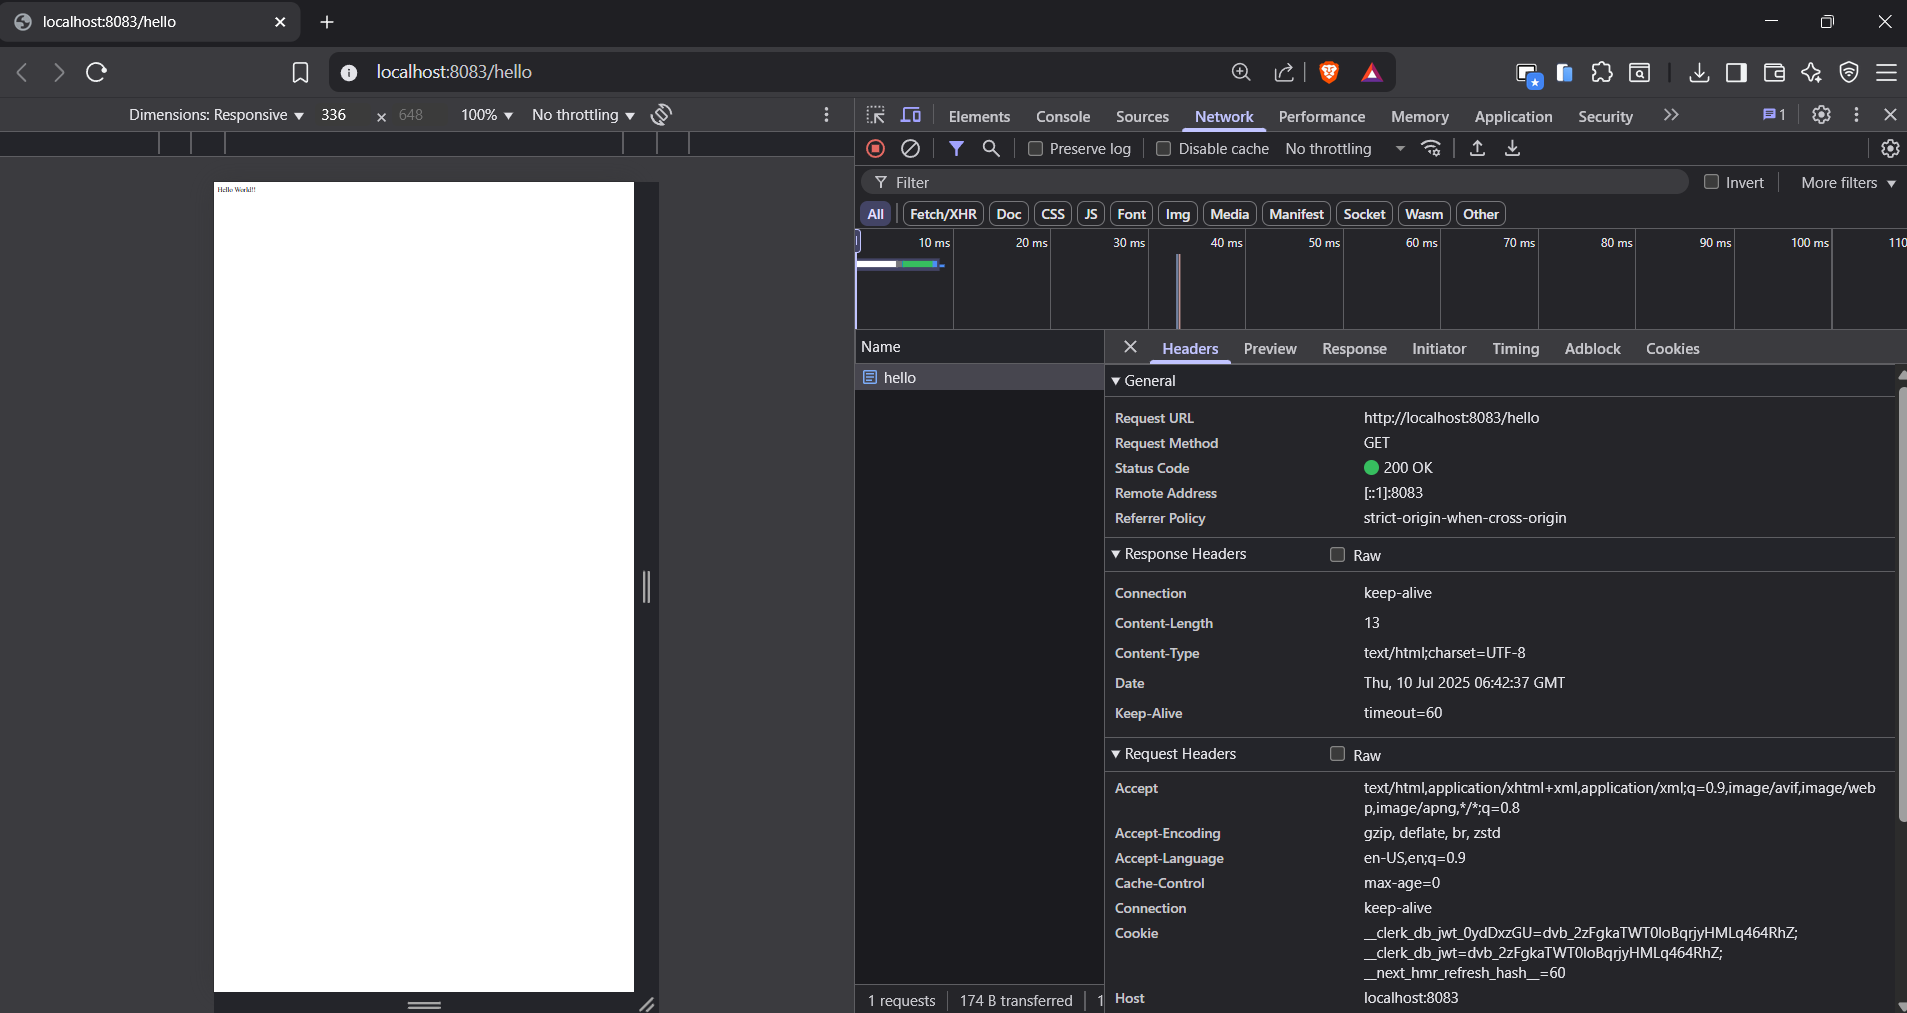 localhost:8083/hello
localhost:8083/hello
Dimensions: Responsive 336 × 648 100% No throttling
Elements Console Sources Network Performance Memory Application Security 1
Preserve log Disable cache No throttling
Filter Invert More filters
All Fetch/XHR Doc CSS JS Font Img Media Manifest Socket Wasm Other
10 ms 20 ms 30 ms 40 ms 50 ms 60 ms 70 ms 80 ms 90 ms 100 ms 110
Hello World!!
Name
Headers Preview Response Initiator Timing Adblock Cookies
hello
General
Request URL http://localhost:8083/hello
Request Method GET
Status Code 200 OK
Remote Address [::1]:8083
Referrer Policy strict-origin-when-cross-origin
Response Headers Raw
Connection keep-alive
Content-Length 13
Content-Type text/html;charset=UTF-8
Date Thu, 10 Jul 2025 06:42:37 GMT
Keep-Alive timeout=60
Request Headers Raw
Accept text/html,application/xhtml+xml,application/xml;q=0.9,image/avif,image/web
p,image/apng,*/*;q=0.8
Accept-Encoding gzip, deflate, br, zstd
Accept-Language en-US,en;q=0.9
Cache-Control max-age=0
Connection keep-alive
Cookie __clerk_db_jwt_0ydDxzGU=dvb_2zFgkaTWT0loBqrjyHMLq464RhZ;
__clerk_db_jwt=dvb_2zFgkaTWT0loBqrjyHMLq464RhZ;
__next_hmr_refresh_hash__=60
Host localhost:8083
1 requests 174 B transferred 1